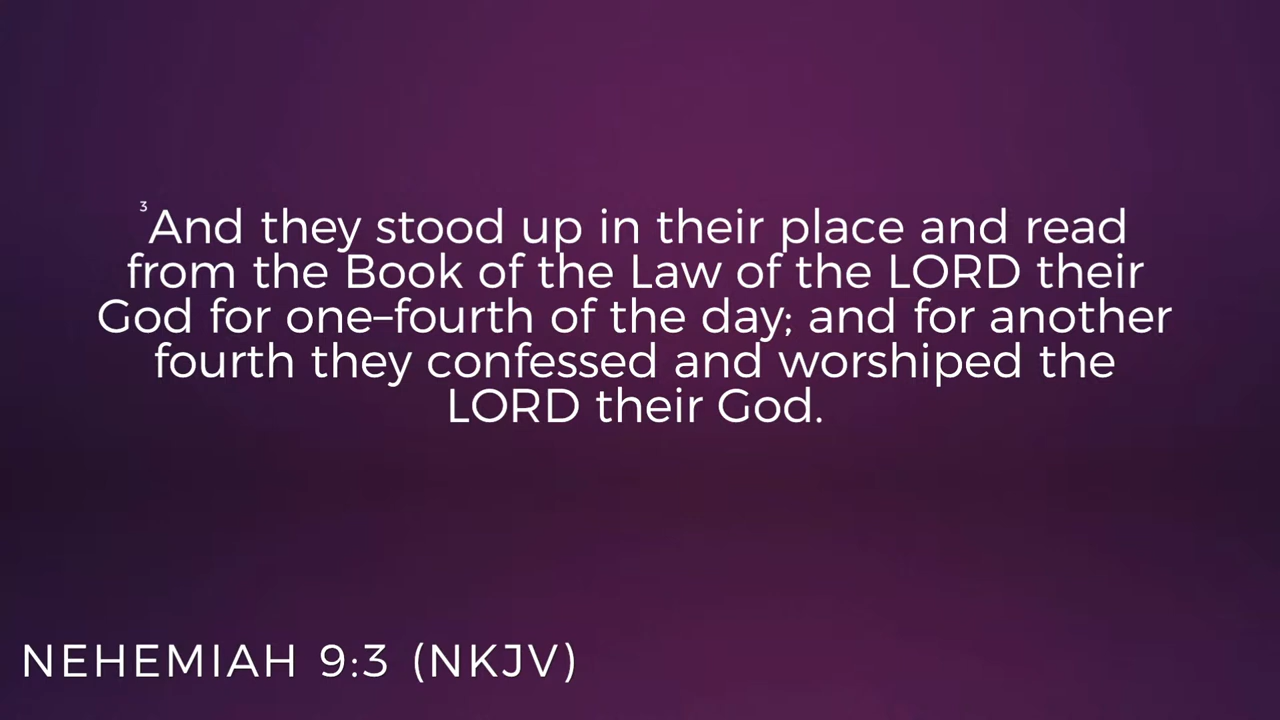 ³And they stood up in their place and read
from the Book of the Law of the LORD their
God for one–fourth of the day; and for another
fourth they confessed and worshiped the
LORD their God.
NEHEMIAH 9:3 (NKJV)